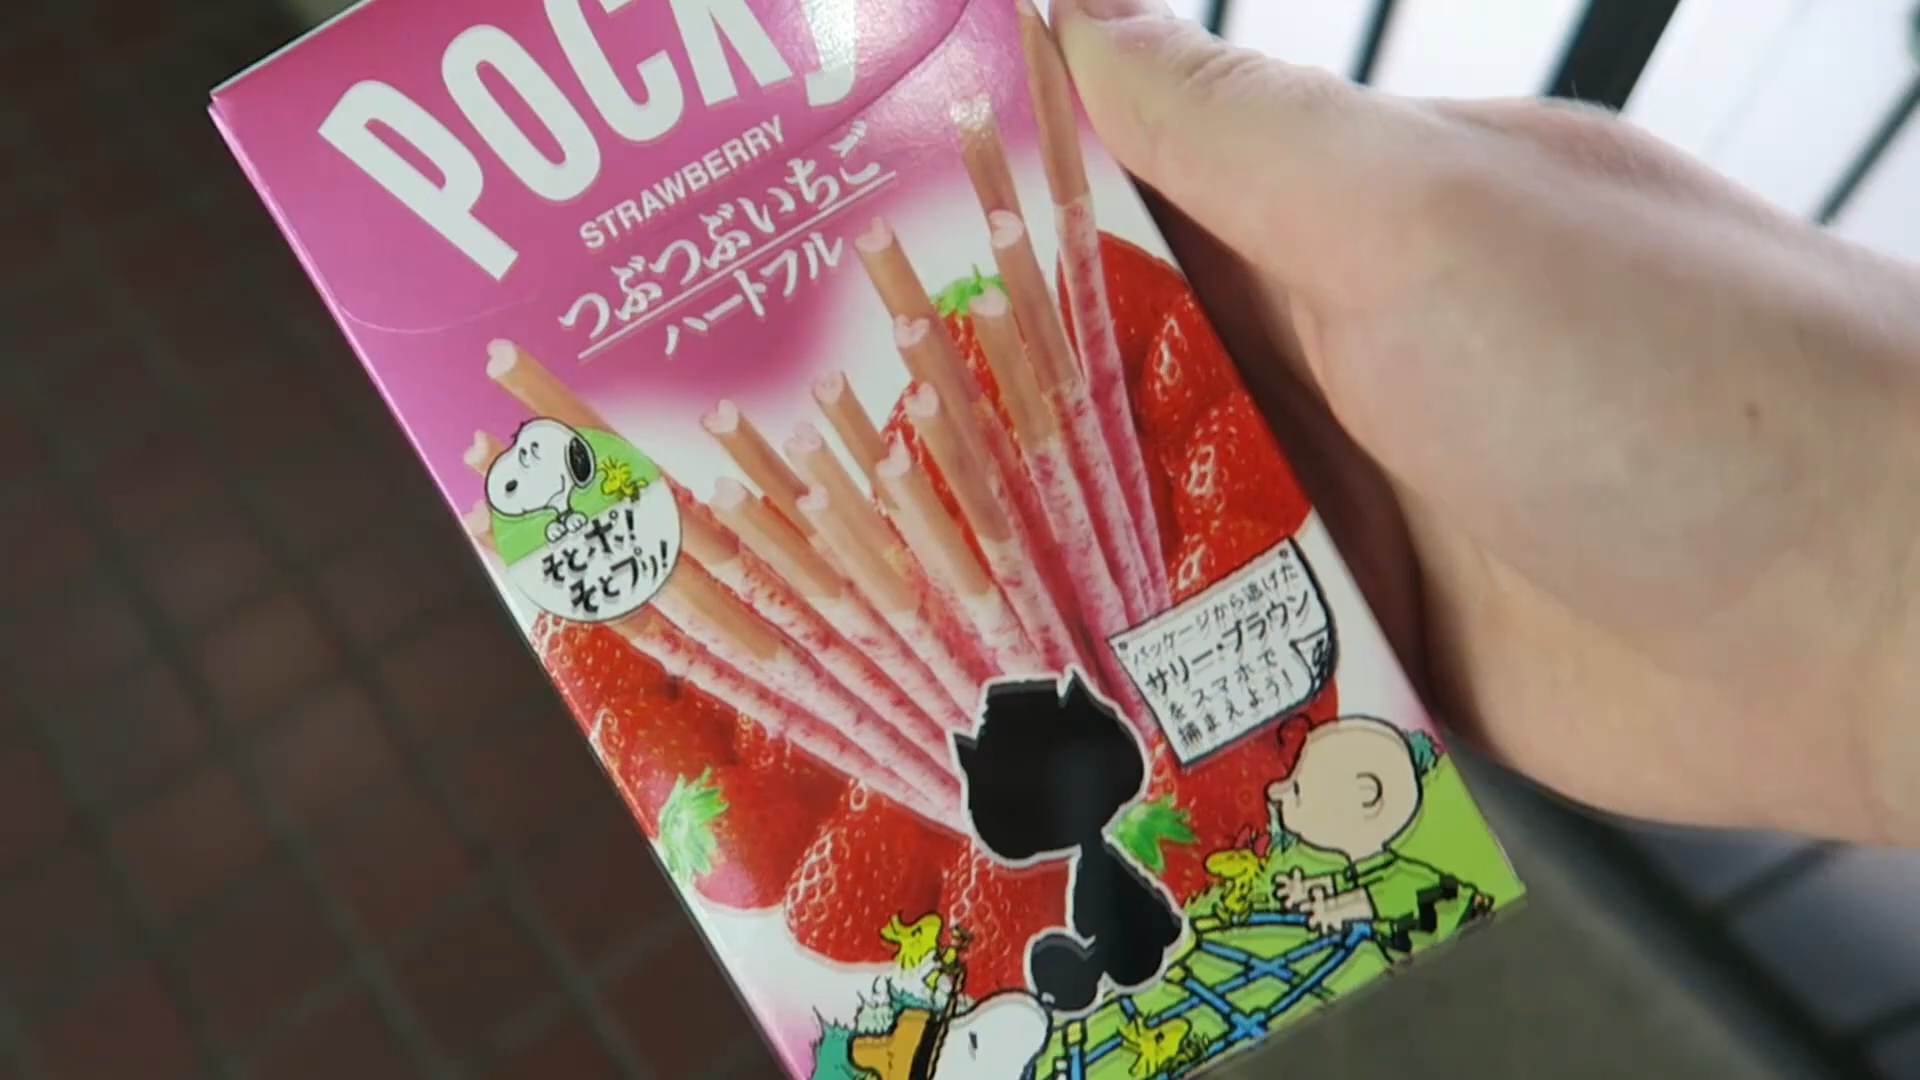 POCKY
STRAWBERRY
つぶつぶいちご
ハートフル
そとポ!
そとプリ!
パッケージから逃げた
サリー・ブラウン
をスマホで
捕まえよう!